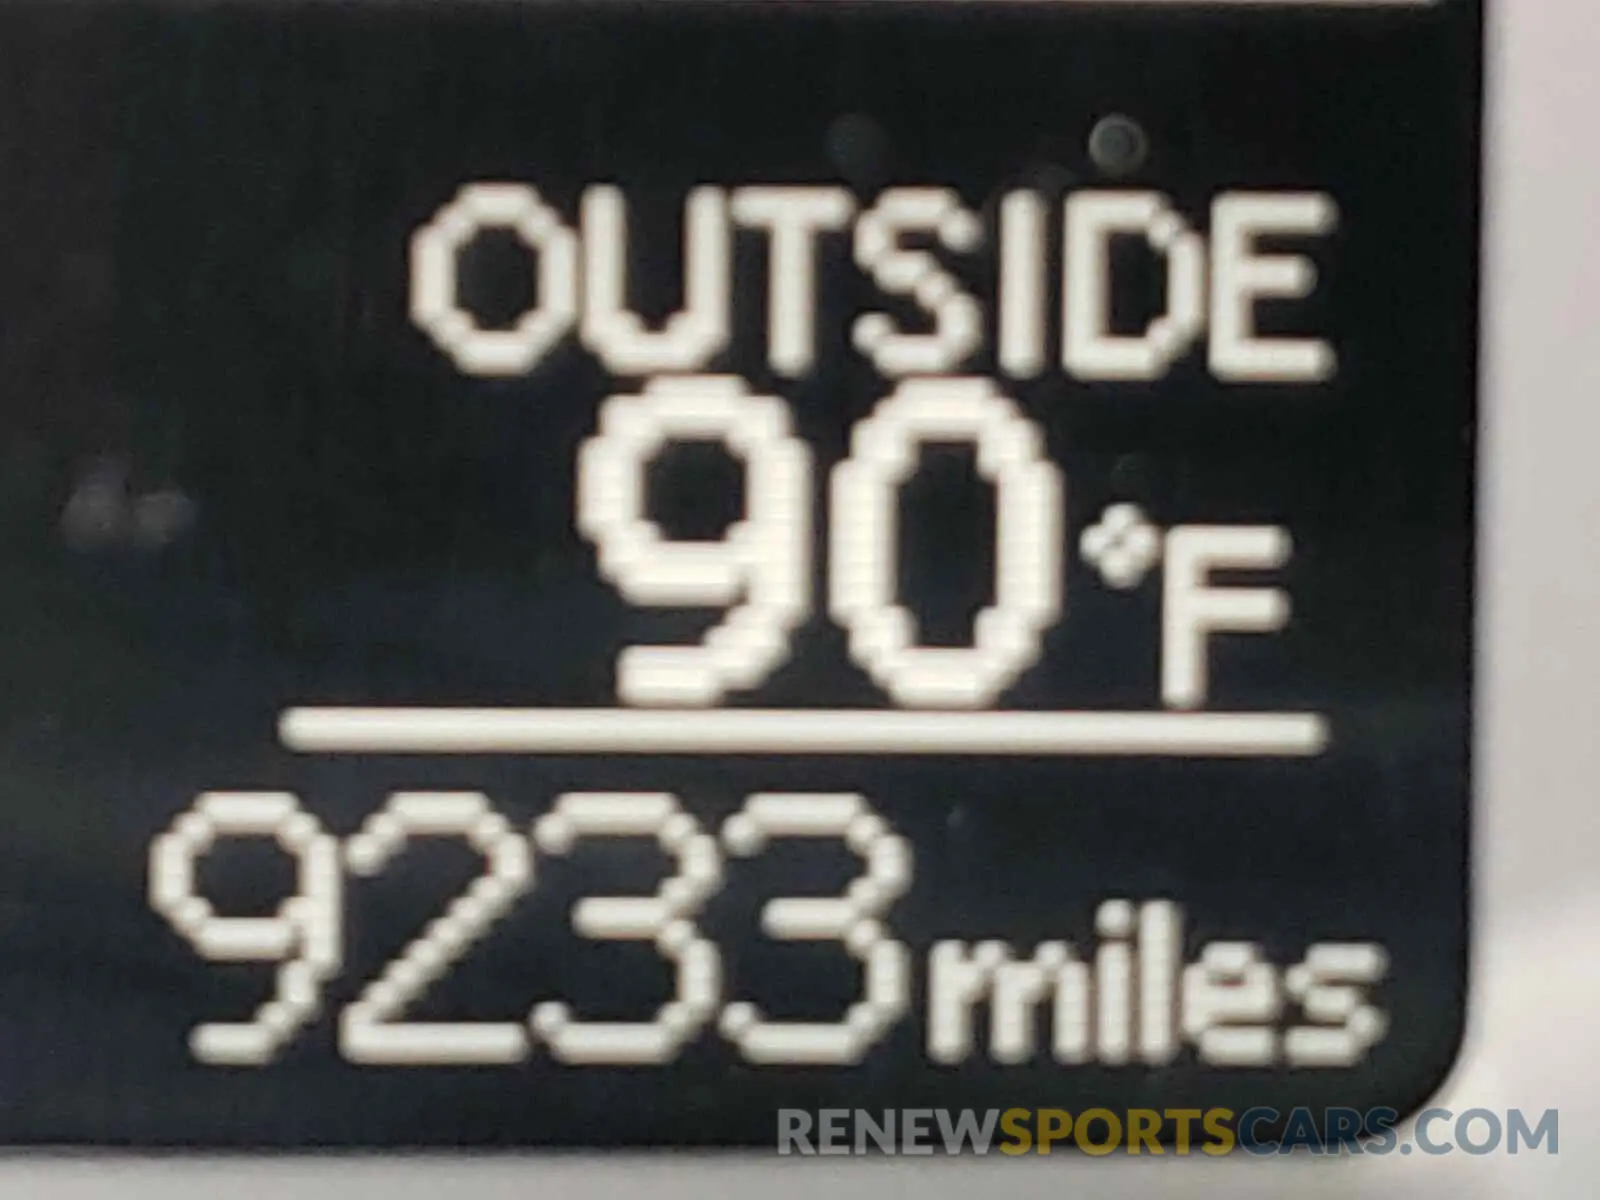 OUTSIDE
90°F
9233 miles
RENEWSPORTSCARS.COM